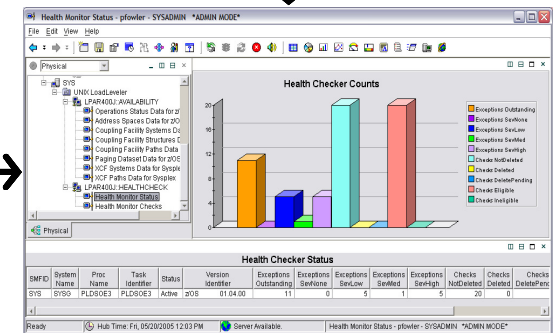 Health Monitor Status - pfowler - SYSADMIN *ADMIN MODE*
File Edit View Help
Physical
SYS
UNIX LoadLeveler
LPAR400J:AVAILABILITY
Operations Status Data for z/
Address Spaces Data for z/O
Coupling Facility Systems Da
Coupling Facility Structures D
Coupling Facility Paths Data
Paging Dataset Data for z/OS
XCF Systems Data for Sysple
XCF Paths Data for Sysplex
LPAR400J:HEALTHCHECK
Health Monitor Status
Health Monitor Checks
Physical
Health Checker Counts
20
16
12
8
4
Exceptions Outstanding
Exceptions SevNone
Exceptions SevLow
Exceptions SevMed
Exceptions SevHigh
Checks NotDeleted
Checks Deleted
Checks DeletePending
Checks Eligible
Checks Ineligible
Health Checker Status
SMFID System Name Proc Name Task Identifier Status Version Identifier Exceptions Outstanding Exceptions SevNone Exceptions SevLow Exceptions SevMed Exceptions SevHigh Checks NotDeleted Checks Deleted Checks DeletePend
SYS SYSG PLDSOE3 PLDSOE3 Active z/OS 01.04.00 11 0 5 1 5 20 0
Ready Hub Time: Fri, 05/20/2005 12:03 PM Server Available. Health Monitor Status - pfowler - SYSADMIN *ADMIN MODE*